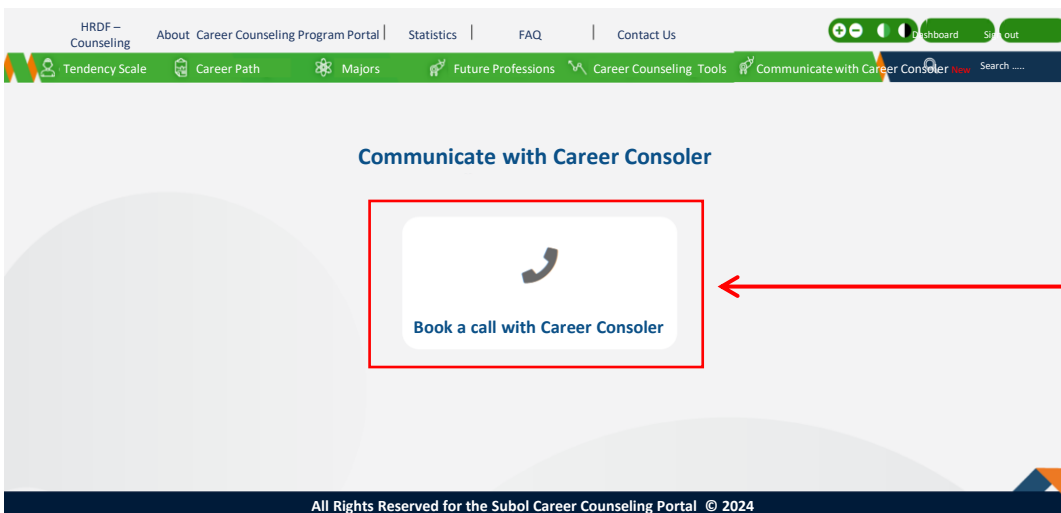 HRDF –
Counseling
About Career Counseling Program Portal
Statistics
FAQ
Contact Us
Dashboard
Sign out
Tendency Scale
Career Path
Majors
Future Professions
Career Counseling Tools
Communicate with Career Consoler New
Search .....
Communicate with Career Consoler
Book a call with Career Consoler
All Rights Reserved for the Subol Career Counseling Portal © 2024